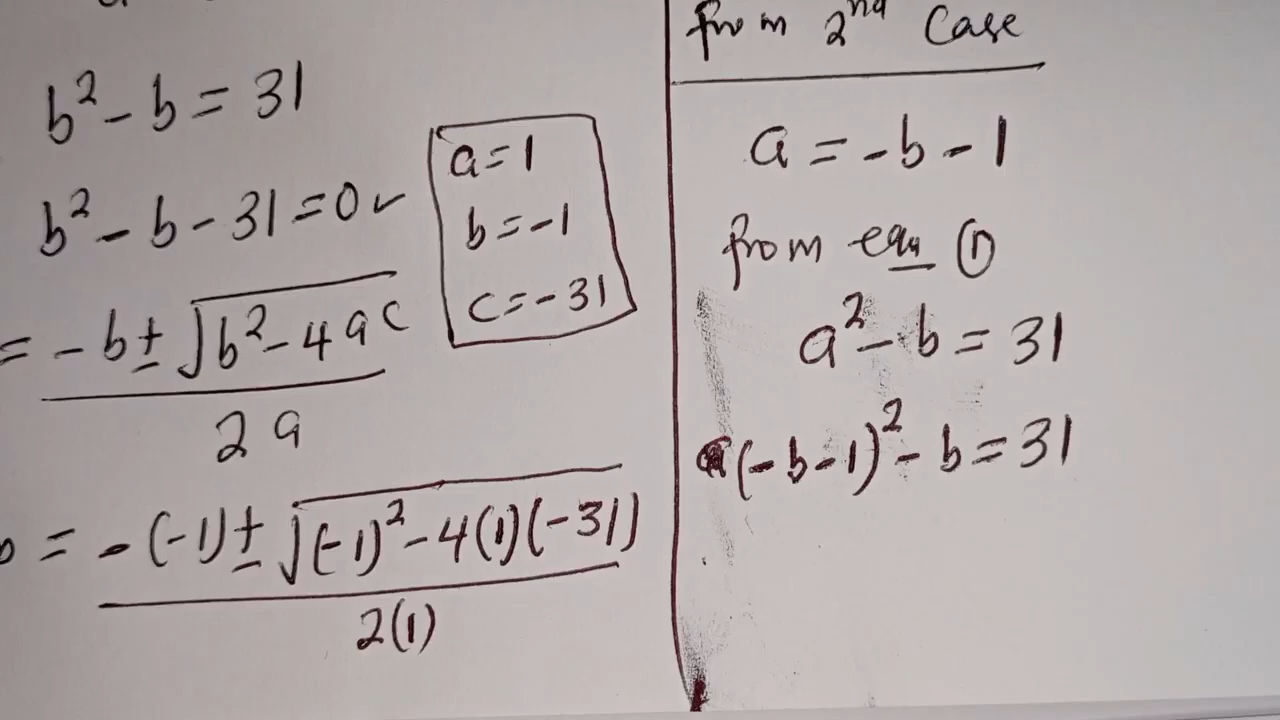 b² - b = 31
b² - b - 31 = 0 ✓
= -b ± √(b² - 4ac) / 2a
a = 1
b = -1
c = -31
b = -(-1) ± √((-1)² - 4(1)(-31)) / 2(1)
from 2nd Case
a = -b - 1
from eqn ①
a² - b = 31
(-b - 1)² - b = 31